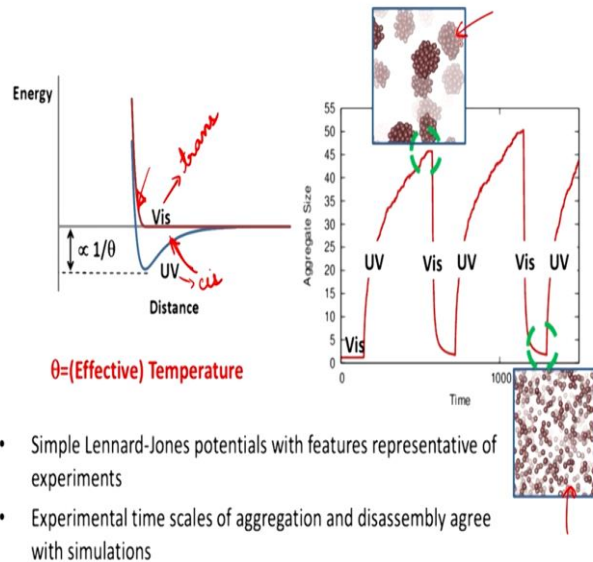 Energy
trans
Vis
∝ 1/θ
UV → cis
Distance
θ=(Effective) Temperature
Aggregate Size
55
50
45
40
35
30
25
20
15
10
5
0
UV
Vis
UV
Vis
UV
Vis
0
1000
Time
• Simple Lennard-Jones potentials with features representative of
experiments
• Experimental time scales of aggregation and disassembly agree
with simulations